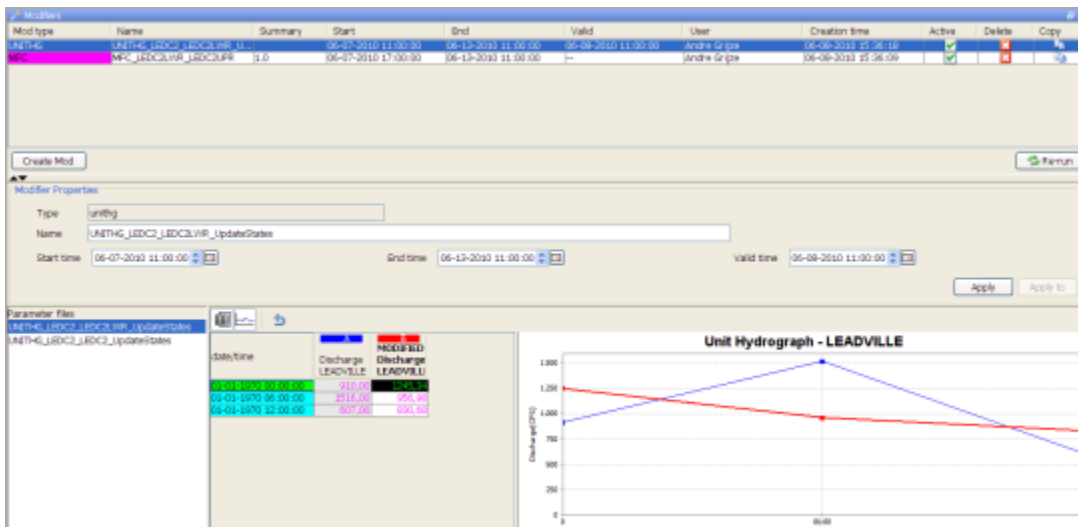 Modifiers
Mod type Name Summary Start End Valid User Creation time Active Delete Copy
UNITHG UNITHG_LEDC2_LEDC2LWR_U... 06-07-2010 11:00:00 06-13-2010 11:00:00 06-08-2010 11:00:00 Andre Grijze 06-08-2010 15:36:18
MFC MFC_LEDC2LWR_LEDC2UPR 1.0 06-07-2010 17:00:00 06-13-2010 11:00:00 -- Andre Grijze 06-08-2010 15:36:09
Create Mod Re-run
Modifier Properties
Type unithg
Name UNITHG_LEDC2_LEDC2LWR_UpdateStates
Start time 06-07-2010 11:00:00 End time 06-13-2010 11:00:00 Valid time 06-08-2010 11:00:00
Apply Apply to
Parameter files
UNITHG_LEDC2_LEDC2LWR_UpdateStates
UNITHG_LEDC2_LEDC2_UpdateStates
date/time
A
Discharge
LEADVILLE
B
MODIFIED
Discharge
LEADVILL
01-01-1970 00:00:00 910,00
01-01-1970 06:00:00 1516,00 956,98
01-01-1970 12:00:00 607,00 830,68
Unit Hydrograph - LEADVILLE
Discharge(CFS)
1.500
1.250
1.000
750
500
250
0
0 06:00